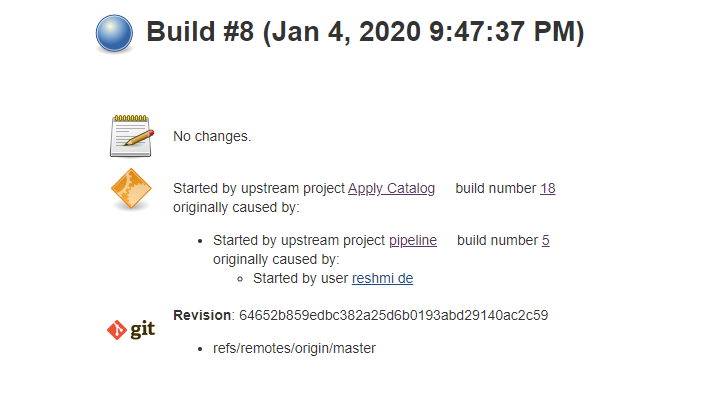 Build #8 (Jan 4, 2020 9:47:37 PM)
No changes.
Started by upstream project Apply Catalog build number 18
originally caused by:
Started by upstream project pipeline build number 5
originally caused by:
Started by user reshmi de
Revision: 64652b859edbc382a25d6b0193abd29140ac2c59
git
refs/remotes/origin/master